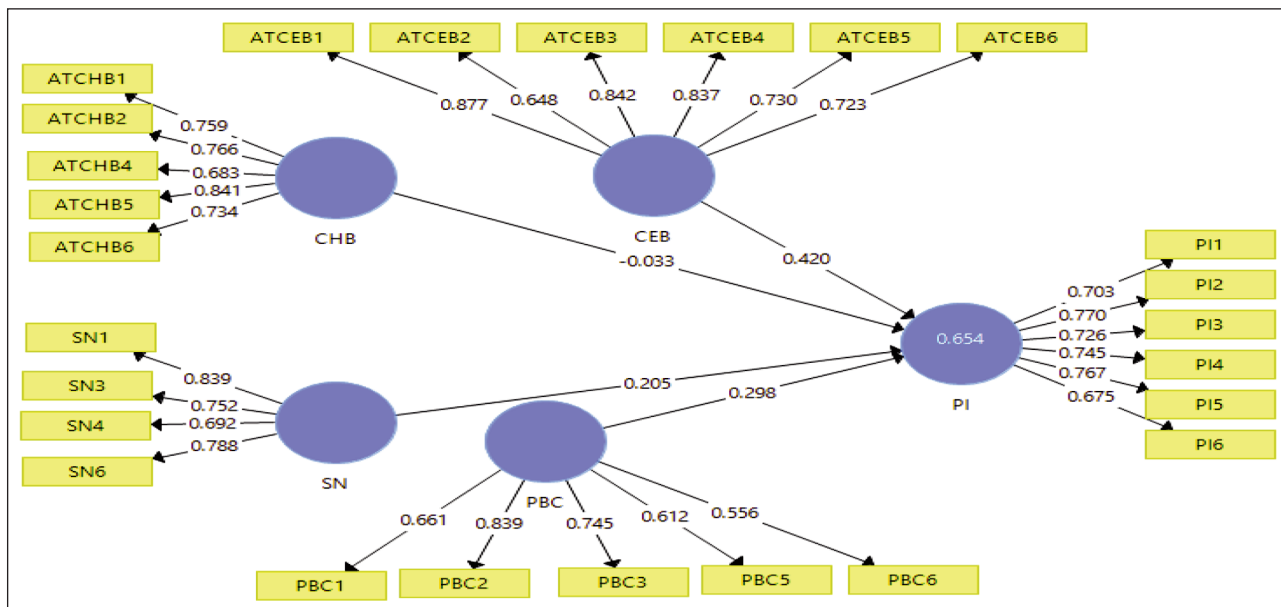 ATCEB1
ATCEB2
ATCEB3
ATCEB4
ATCEB5
ATCEB6
0.877
0.648
0.842
0.837
0.730
0.723
CEB
ATCHB1
ATCHB2
ATCHB4
ATCHB5
ATCHB6
0.759
0.766
0.683
0.841
0.734
CHB
-0.033
0.420
SN1
SN3
SN4
SN6
0.839
0.752
0.692
0.788
SN
0.205
0.298
PBC
0.661
0.839
0.745
0.612
0.556
PBC1
PBC2
PBC3
PBC5
PBC6
0.654
PI
0.703
0.770
0.726
0.745
0.767
0.675
PI1
PI2
PI3
PI4
PI5
PI6